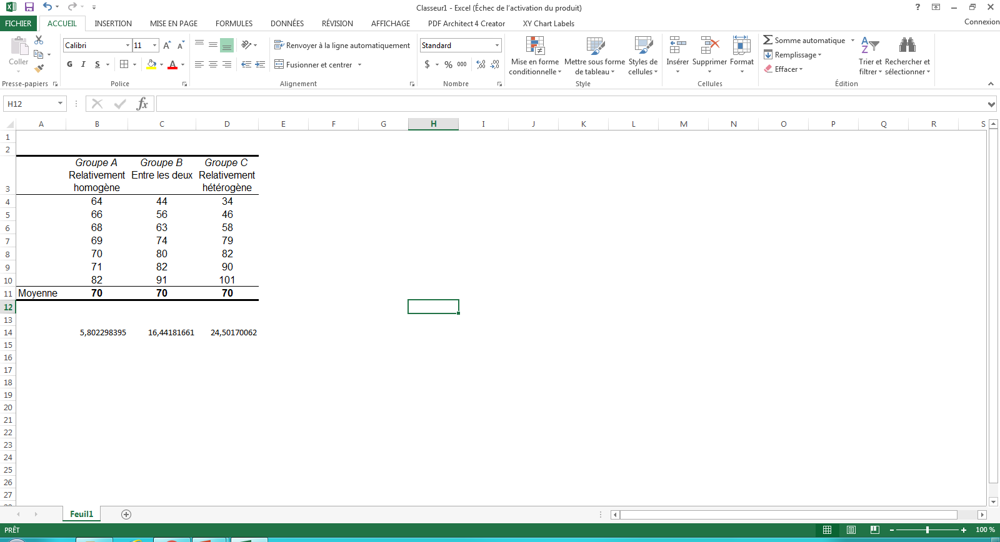 Classeur1 - Excel (Échec de l'activation du produit)
FICHIER ACCUEIL INSERTION MISE EN PAGE FORMULES DONNÉES RÉVISION AFFICHAGE PDF Architect 4 Creator XY Chart Labels Connexion
Coller
Presse-papiers
Calibri 11
G I S
Police
Renvoyer à la ligne automatiquement
Fusionner et centrer
Alignement
Standard
$ % 000
Nombre
Mise en forme conditionnelle
Mettre sous forme de tableau
Styles de cellules
Style
Insérer Supprimer Format
Cellules
Somme automatique
Remplissage
Effacer
Trier et filtrer
Rechercher et sélectionner
Édition
H12
fx
A B C D E F G H I J K L M N O P Q R S
1
2
Groupe A Groupe B Groupe C
Relativement Entre les deux Relativement
3 homogène hétérogène
4 64 44 34
5 66 56 46
6 68 63 58
7 69 74 79
8 70 80 82
9 71 82 90
10 82 91 101
11 Moyenne 70 70 70
12
13
14 5,802298395 16,44181661 24,50170062
15
16
17
18
19
20
21
22
23
24
25
26
27
Feuil1
PRÊT 100 %